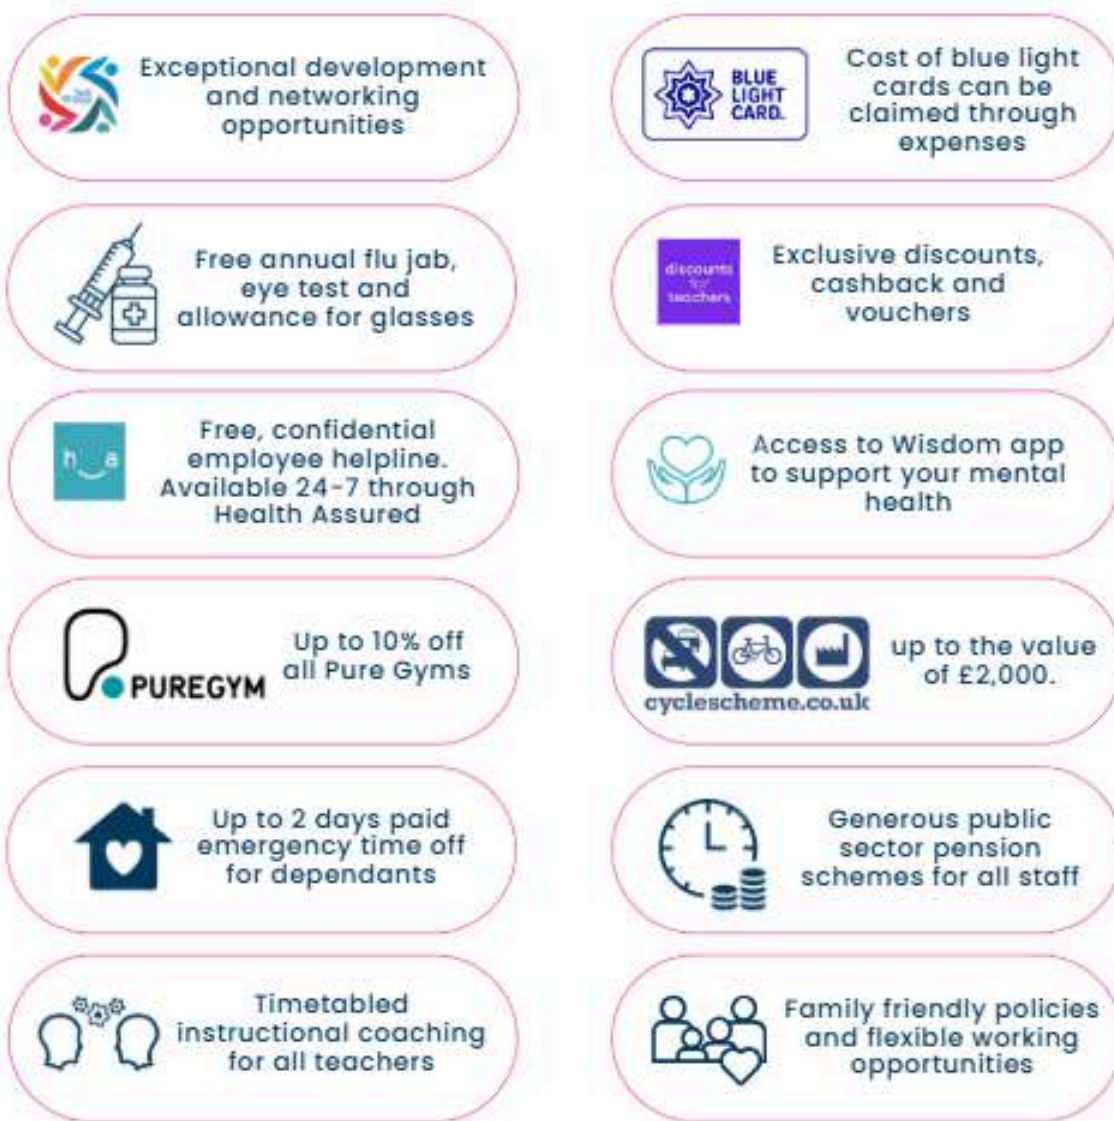 Exceptional development
and networking
opportunities
BLUE
LIGHT
CARD
Cost of blue light
cards can be
claimed through
expenses
Free annual flu jab,
eye test and
allowance for glasses
discounts
for
teachers
Exclusive discounts,
cashback and
vouchers
h a
Free, confidential
employee helpline.
Available 24-7 through
Health Assured
Access to Wisdom app
to support your mental
health
PUREGYM
Up to 10% off
all Pure Gyms
cyclescheme.co.uk
up to the value
of £2,000.
Up to 2 days paid
emergency time off
for dependants
Generous public
sector pension
schemes for all staff
Timetabled
instructional coaching
for all teachers
Family friendly policies
and flexible working
opportunities